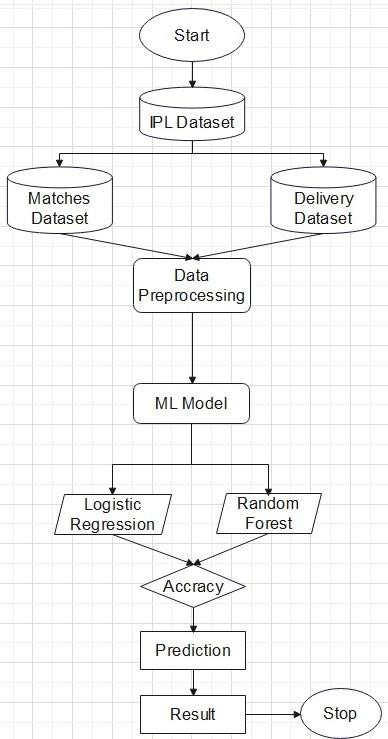 Start
IPL Dataset
Matches
Dataset
Delivery
Dataset
Data
Preprocessing
ML Model
Logistic
Regression
Random
Forest
Accracy
Prediction
Result
Stop